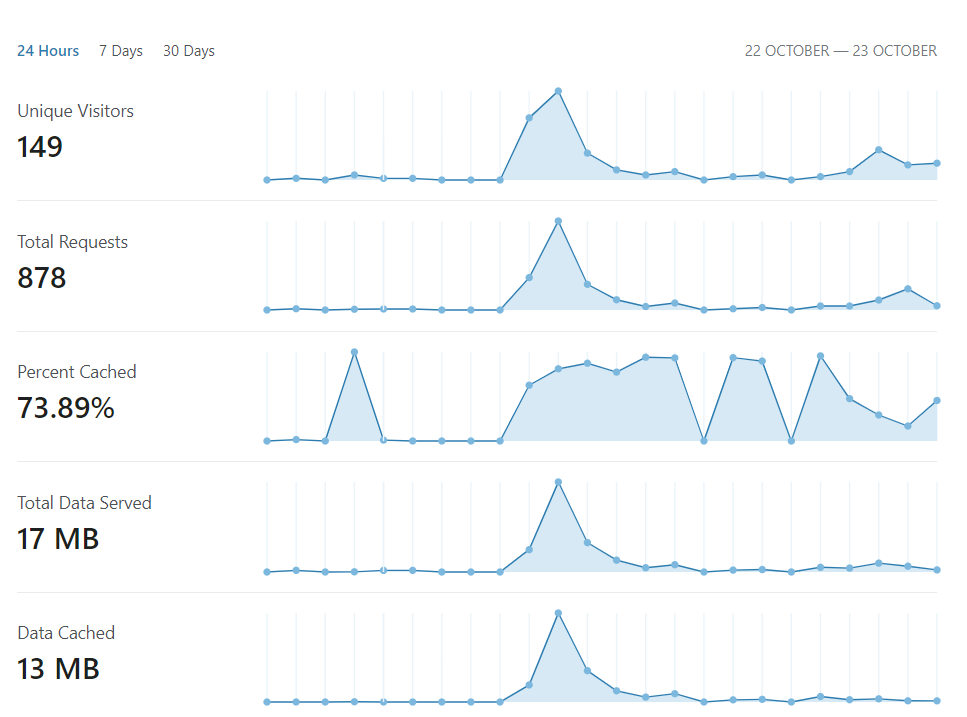 24 Hours 7 Days 30 Days 22 OCTOBER — 23 OCTOBER
Unique Visitors
149
Total Requests
878
Percent Cached
73.89%
Total Data Served
17 MB
Data Cached
13 MB